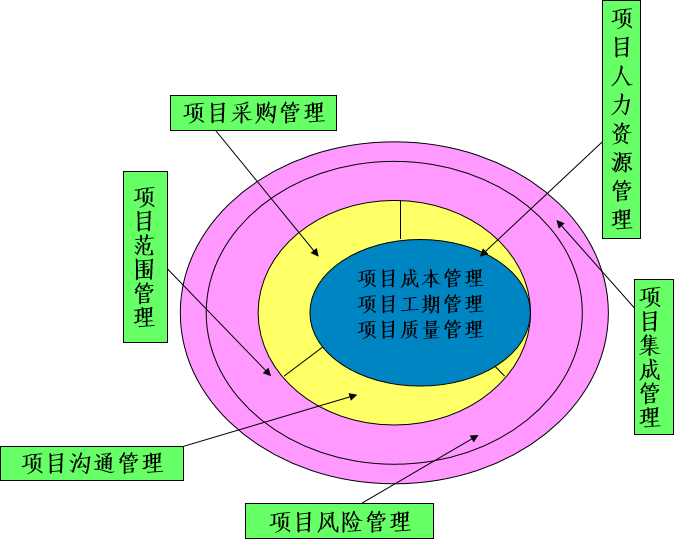 项目人力资源管理
项目采购管理
项目范围管理
项目成本管理
项目工期管理
项目质量管理
项目集成管理
项目沟通管理
项目风险管理